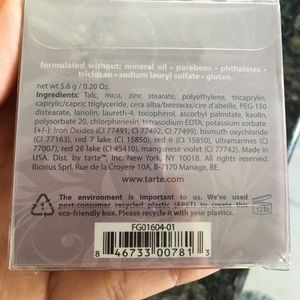 formulated without: mineral oil • parabens • phthalates •
triclosan • sodium lauryl sulfate • gluten
net wt 5.6 g / 0.20 Oz.
Ingredients: Talc, mica, zinc stearate, polyethylene, tricaprylin,
caprylic/capric triglyceride, cera alba/beeswax/cire d'abeille, PEG-150
distearate, lanolin, laureth-4, tocopherol, ascorbyl palmitate, kaolin,
polysorbate 20, chlorphenesin, tetrasodium EDTA, potassium sorbate.
(+/-): Iron Oxides (CI 77491, CI 77492, CI 77499), bismuth oxychloride
(CI 77163), red 7 lake (CI 15850), red 6 (CI 15850), ultramarines (CI
77007), red 28 lake (CI 45410), manganese violet (CI 77742). Made in
USA. Dist. by tarte™, Inc. New York, NY 10018. All rights reserved.
Biorius Sprl, Rue de la Croyere 10A, B-7170 Manage, BE.
www.tarte.com
The environment is important to us. We've used
post-consumer recycled plastic (APET) to create this
eco-friendly box. Please recycle it with your plastics.
12M
FG01604-01
8 46733 00781 3